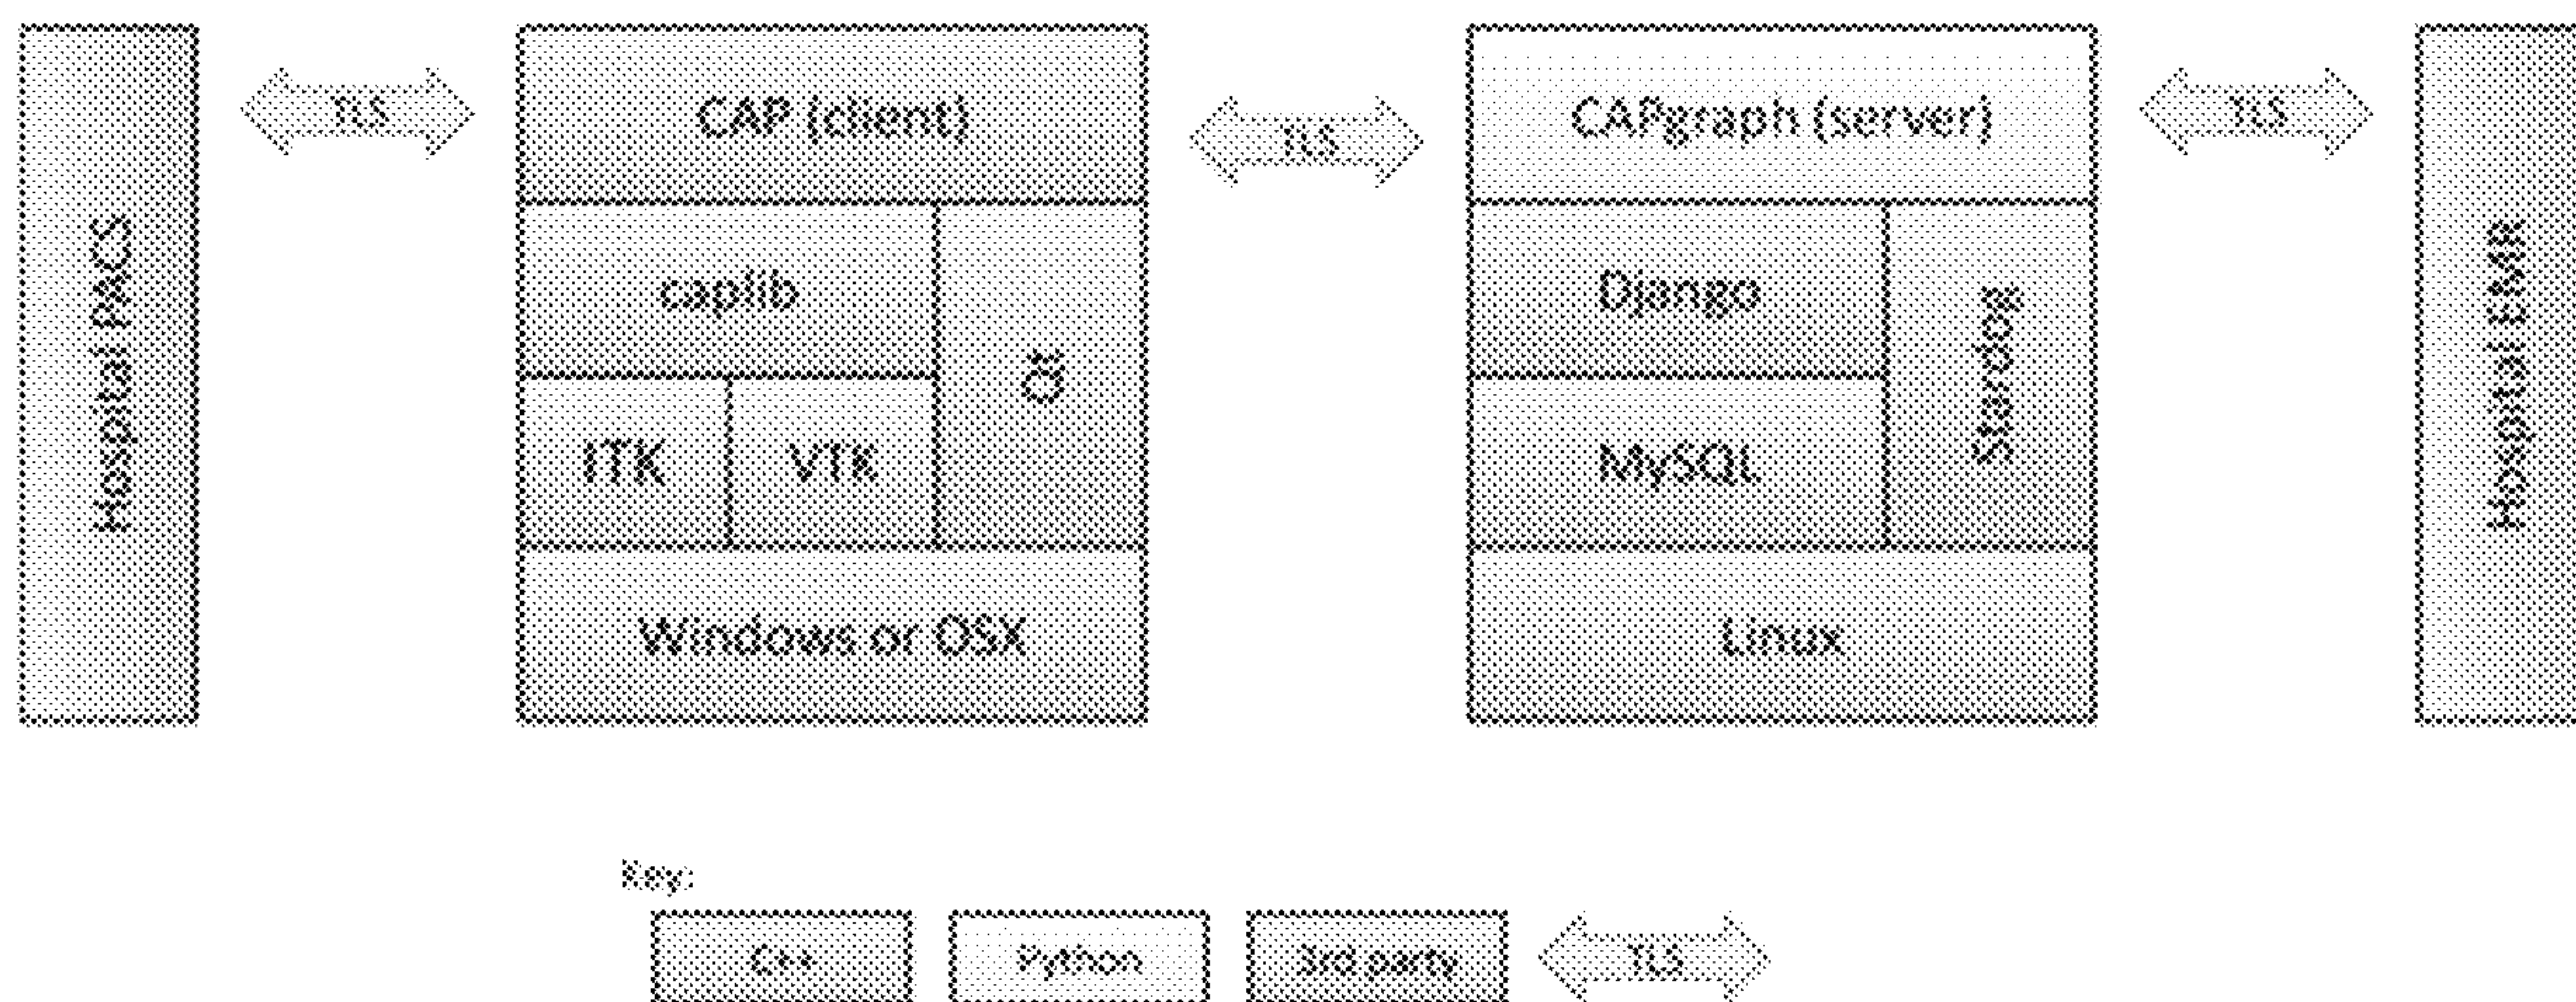 Hospital PACS
TLS
CAP (client)
caplib
Qt
ITK
VTK
Windows or OSX
TLS
CAPgraph (server)
Django
Stardog
MySQL
Linux
TLS
Hospital EMR
Key:
C++
Python
3rd party
TLS